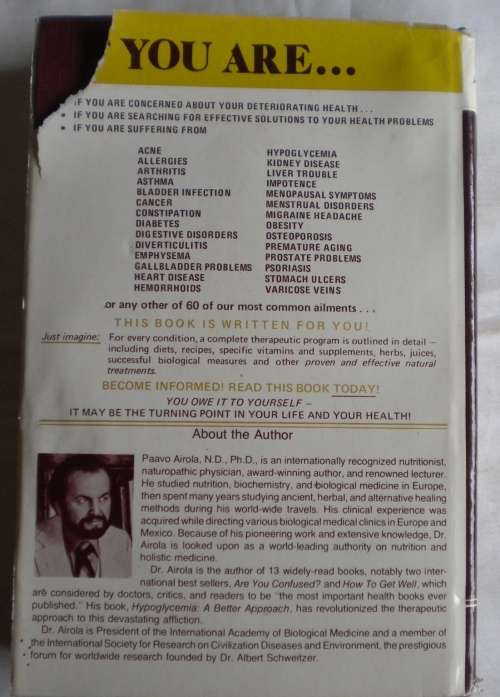 YOU ARE...
IF YOU ARE CONCERNED ABOUT YOUR DETERIORATING HEALTH...
• IF YOU ARE SEARCHING FOR EFFECTIVE SOLUTIONS TO YOUR HEALTH PROBLEMS
• IF YOU ARE SUFFERING FROM
ACNE
ALLERGIES
ARTHRITIS
ASTHMA
BLADDER INFECTION
CANCER
CONSTIPATION
DIABETES
DIGESTIVE DISORDERS
DIVERTICULITIS
EMPHYSEMA
GALLBLADDER PROBLEMS
HEART DISEASE
HEMORRHOIDS
HYPOGLYCEMIA
KIDNEY DISEASE
LIVER TROUBLE
IMPOTENCE
MENOPAUSAL SYMPTOMS
MENSTRUAL DISORDERS
MIGRAINE HEADACHE
OBESITY
OSTEOPOROSIS
PREMATURE AGING
PROSTATE PROBLEMS
PSORIASIS
STOMACH ULCERS
VARICOSE VEINS
or any other of 60 of our most common ailments...
THIS BOOK IS WRITTEN FOR YOU!
Just imagine: For every condition, a complete therapeutic program is outlined in detail —
including diets, recipes, specific vitamins and supplements, herbs, juices,
successful biological measures and other proven and effective natural
treatments.
BECOME INFORMED! READ THIS BOOK TODAY!
YOU OWE IT TO YOURSELF —
IT MAY BE THE TURNING POINT IN YOUR LIFE AND YOUR HEALTH!
About the Author
Paavo Airola, N.D., Ph.D., is an internationally recognized nutritionist,
naturopathic physician, award-winning author, and renowned lecturer.
He studied nutrition, biochemistry, and biological medicine in Europe,
then spent many years studying ancient, herbal, and alternative healing
methods during his world-wide travels. His clinical experience was
acquired while directing various biological medical clinics in Europe and
Mexico. Because of his pioneering work and extensive knowledge, Dr.
Airola is looked upon as a world-leading authority on nutrition and
holistic medicine.
Dr. Airola is the author of 13 widely-read books, notably two inter-
national best sellers, Are You Confused? and How To Get Well, which
are considered by doctors, critics, and readers to be "the most important health books ever
published." His book, Hypoglycemia: A Better Approach, has revolutionized the therapeutic
approach to this devastating affliction.
Dr. Airola is President of the International Academy of Biological Medicine and a member of
the International Society for Research on Civilization Diseases and Environment, the prestigious
forum for worldwide research founded by Dr. Albert Schweitzer.